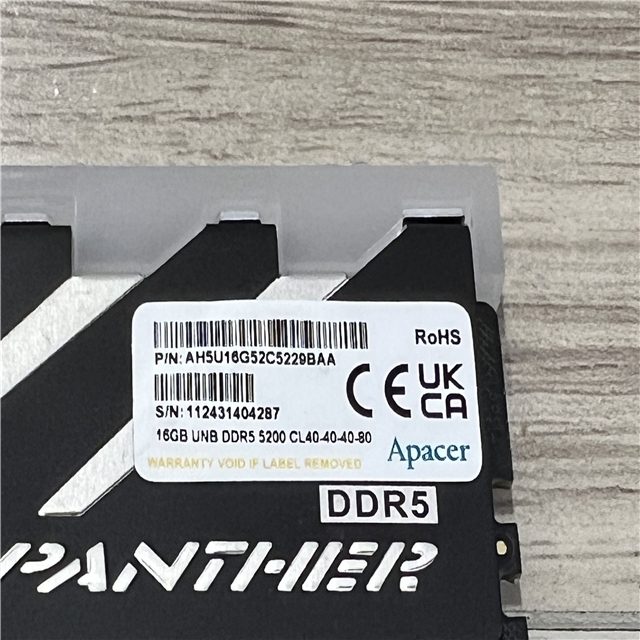 RoHS
P/N: AH5U16G52C5229BAA
CE UK CA
S/N: 112431404287
16GB UNB DDR5 5200 CL40-40-40-80
Apacer
WARRANTY VOID IF LABEL REMOVED
DDR5
PANTHER